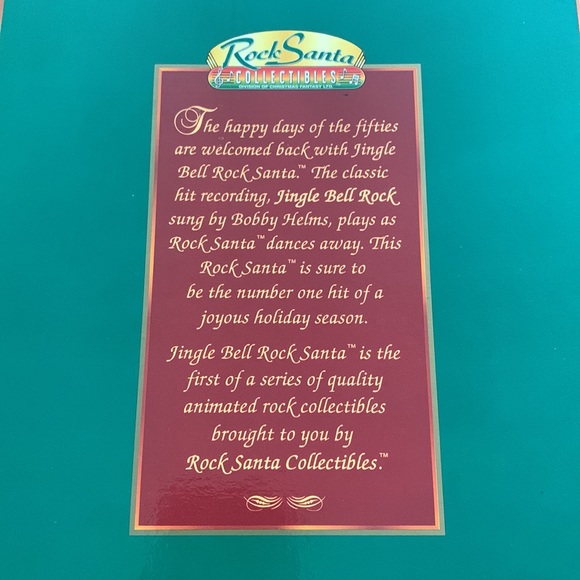 Rock Santa
COLLECTIBLES
DIVISION OF CHRISTMAS FANTASY LTD.
The happy days of the fifties
are welcomed back with Jingle
Bell Rock Santa.™ The classic
hit recording, Jingle Bell Rock
sung by Bobby Helms, plays as
Rock Santa™ dances away. This
Rock Santa™ is sure to
be the number one hit of a
joyous holiday season.
Jingle Bell Rock Santa™ is the
first of a series of quality
animated rock collectibles
brought to you by
Rock Santa Collectibles.™